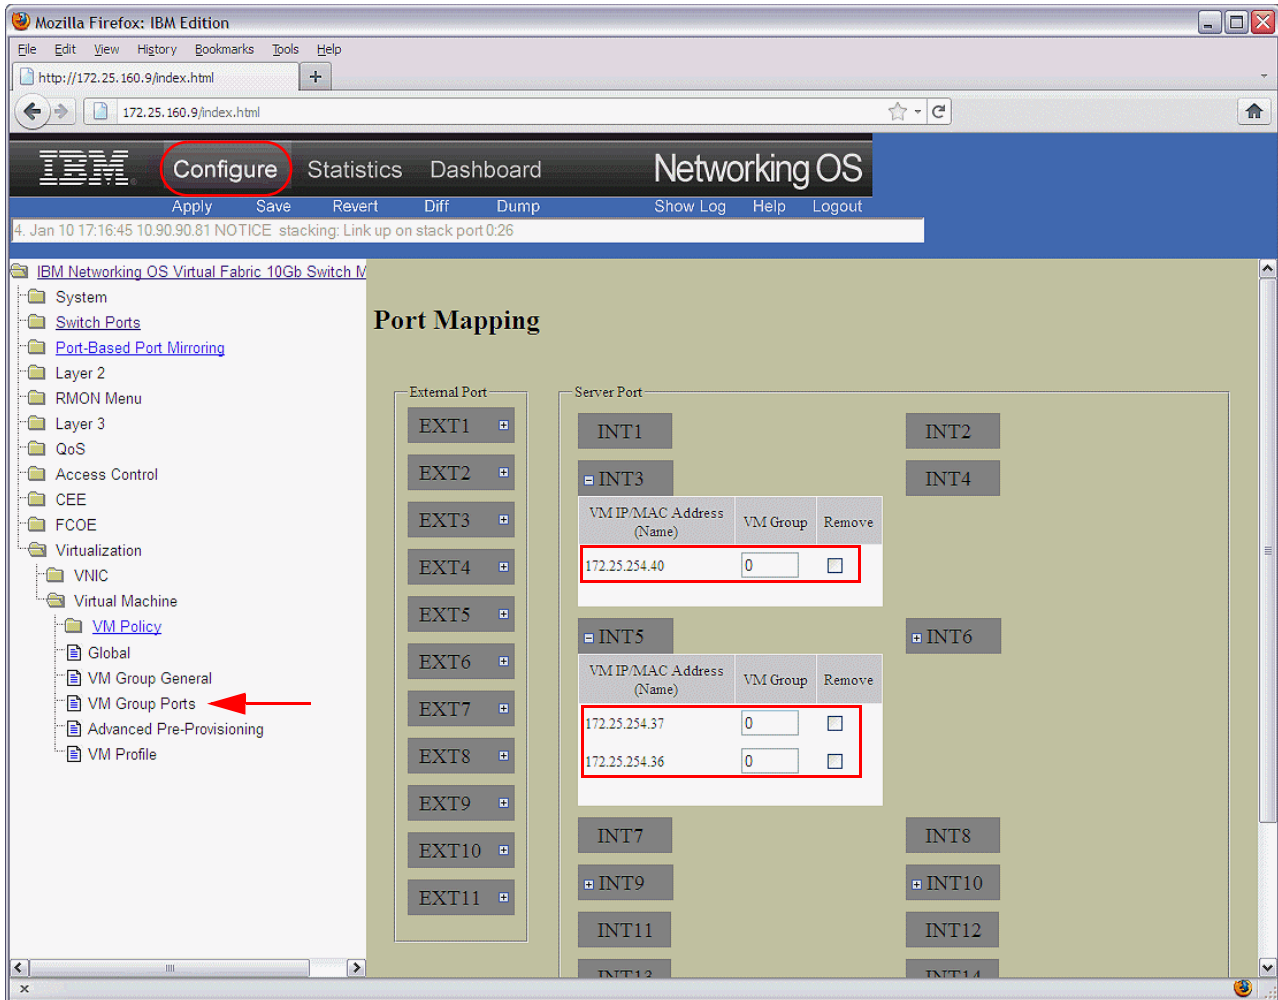 Mozilla Firefox: IBM Edition
File Edit View History Bookmarks Tools Help
http://172.25.160.9/index.html
172.25.160.9/index.html
IBM Configure Statistics Dashboard Networking OS
Apply Save Revert Diff Dump Show Log Help Logout
4. Jan 10 17:16:45 10.90.90.81 NOTICE stacking: Link up on stack port 0:26
IBM Networking OS Virtual Fabric 10Gb Switch M
System
Switch Ports
Port-Based Port Mirroring
Layer 2
RMON Menu
Layer 3
QoS
Access Control
CEE
FCOE
Virtualization
VNIC
Virtual Machine
VM Policy
Global
VM Group General
VM Group Ports
Advanced Pre-Provisioning
VM Profile
Port Mapping
External Port
EXT1
EXT2
EXT3
EXT4
EXT5
EXT6
EXT7
EXT8
EXT9
EXT10
EXT11
Server Port
INT1 INT2
INT3 INT4
VM IP/MAC Address (Name) VM Group Remove
172.25.254.40 0
INT5 INT6
VM IP/MAC Address (Name) VM Group Remove
172.25.254.37 0
172.25.254.36 0
INT7 INT8
INT9 INT10
INT11 INT12
INT13 INT14